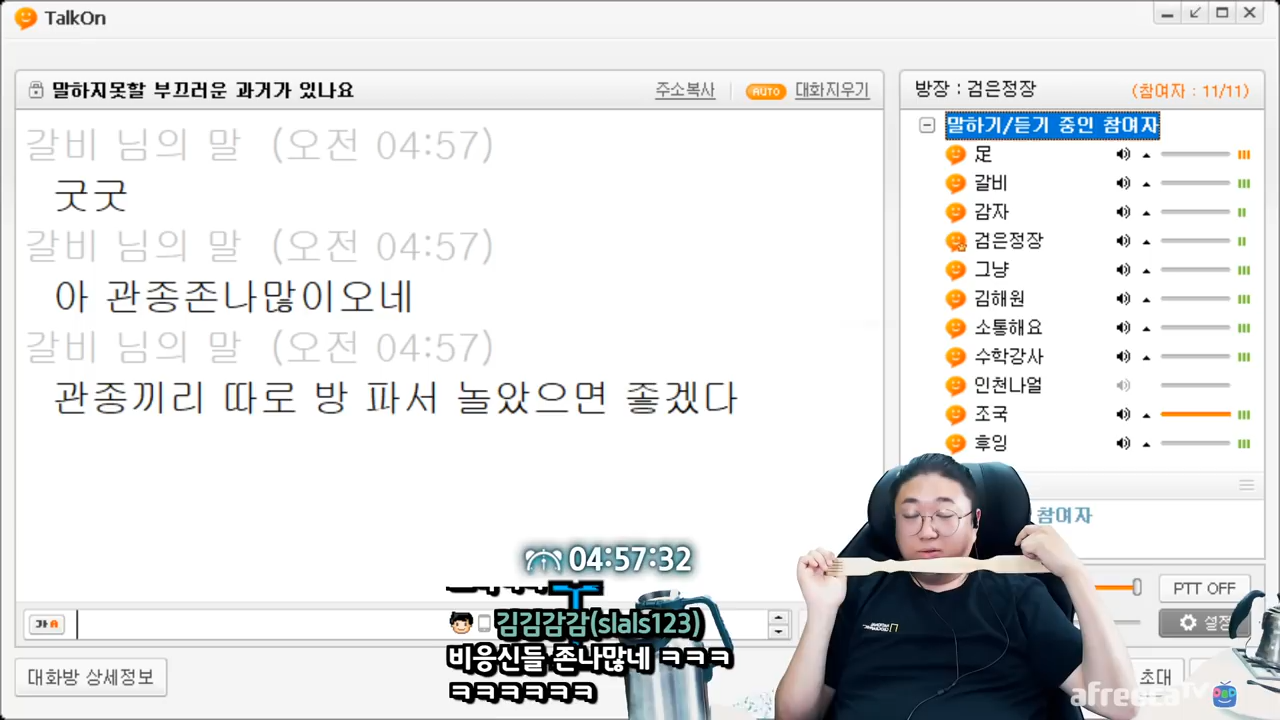 TalkOn
말하지못할 부끄러운 과거가 있나요
주소복사
AUTO
대화지우기
갈비 님의 말 (오전 04:57)
굿굿
갈비 님의 말 (오전 04:57)
아 관종존나많이오네
갈비 님의 말 (오전 04:57)
관종끼리 따로 방 파서 놀았으면 좋겠다
방장 : 검은정장
(참여자 : 11/11)
말하기/듣기 중인 참여자
足
갈비
감자
검은정장
그냥
김해원
소통해요
수학강사
인천나얼
조국
후잉
참여자
PTT OFF
설정
초대
가A
대화방 상세정보
04:57:32
김김감감(slals123)
비응신들 존나많네 ㅋㅋㅋ
ㅋㅋㅋㅋㅋㅋ
afreecaTV